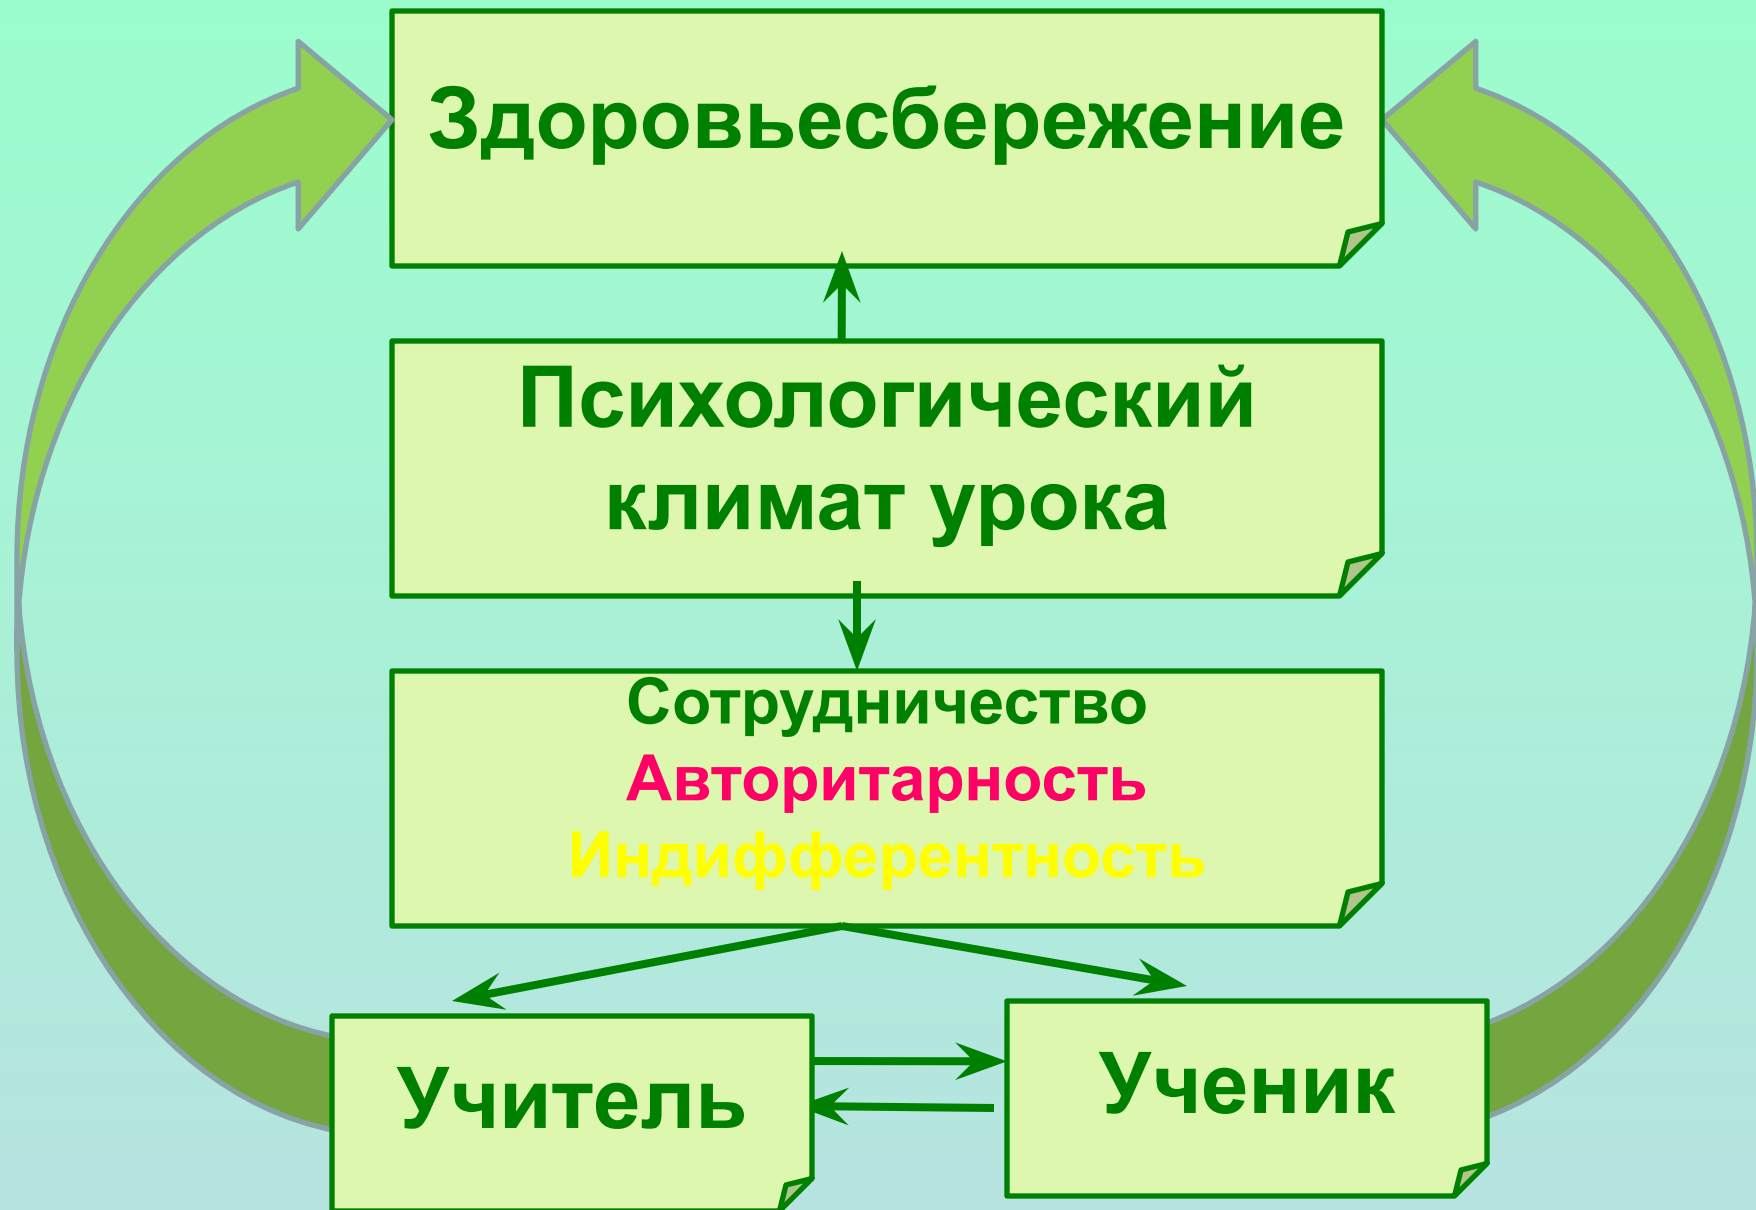 Здоровьесбережение
Психологический
климат урока
Сотрудничество
Авторитарность
Индифферентность
Учитель
Ученик